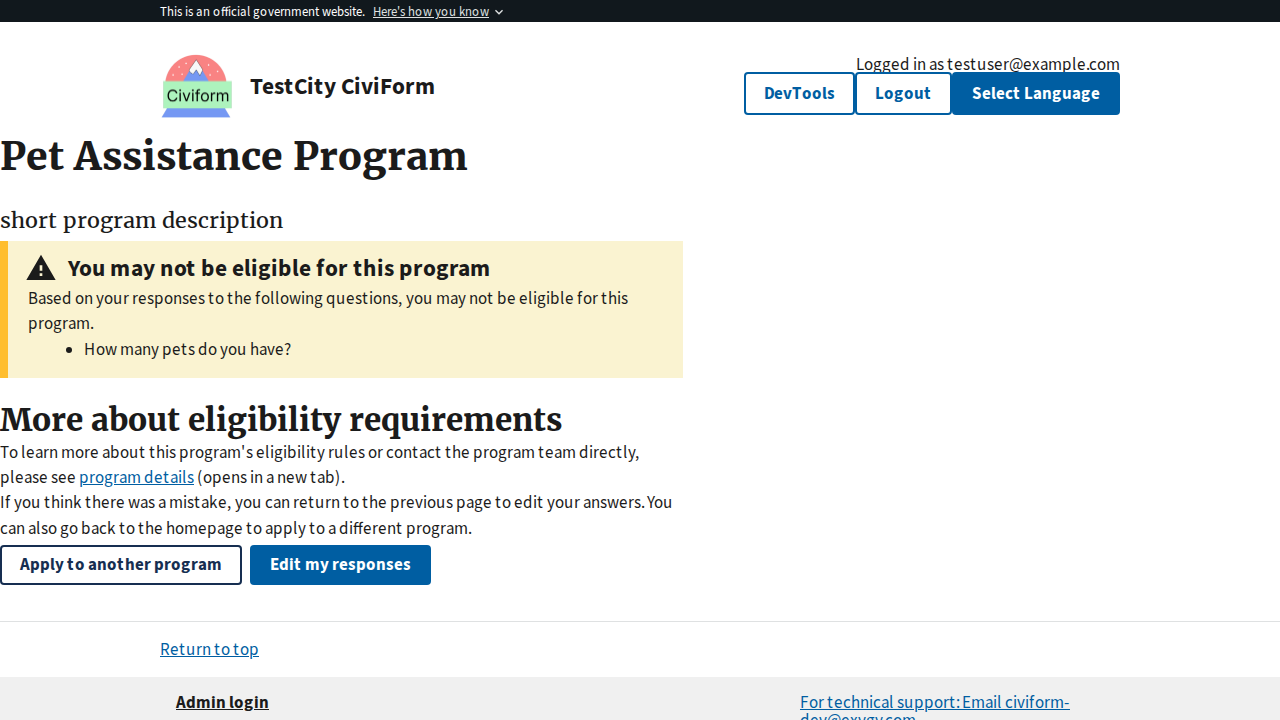 This is an official government website. Here's how you know
Civiform
TestCity CiviForm
Logged in as testuser@example.com
DevTools
Logout
Select Language
Pet Assistance Program
short program description
You may not be eligible for this program
Based on your responses to the following questions, you may not be eligible for this
program.
• How many pets do you have?
More about eligibility requirements
To learn more about this program's eligibility rules or contact the program team directly,
please see program details (opens in a new tab).
If you think there was a mistake, you can return to the previous page to edit your answers. You
can also go back to the homepage to apply to a different program.
Apply to another program
Edit my responses
Return to top
Admin login
For technical support: Email civiform-
dev@exygy.com